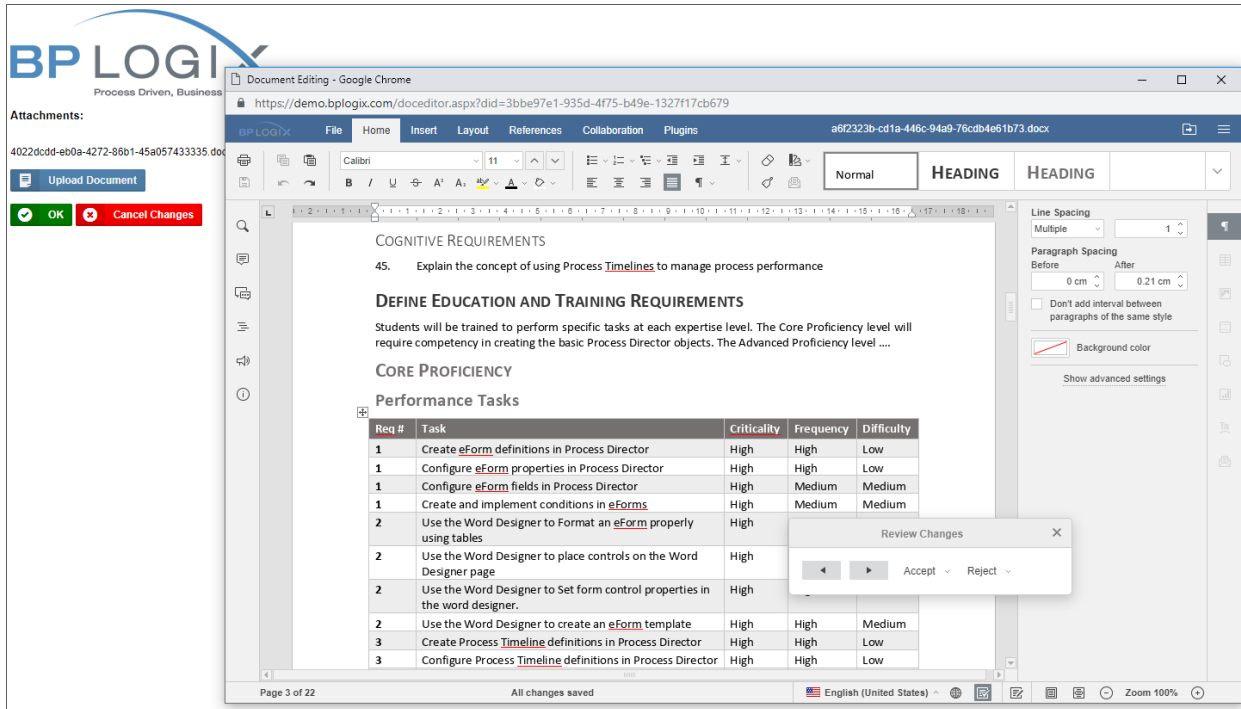 BP LOGIX
Process Driven, Business
Attachments:
4022dcdd-eb0a-4272-86b1-45a057433335.doc
Upload Document
OK
Cancel Changes
Document Editing - Google Chrome
https://demo.bplogix.com/doceditor.aspx?did=3bbe97e1-935d-4f75-b49e-1327f17cb679
BPLOGIX
File Home Insert Layout References Collaboration Plugins
a6f2323b-cd1a-446c-94a9-76cdb4e61b73.docx
Calibri 11
Normal HEADING HEADING
COGNITIVE REQUIREMENTS
45. Explain the concept of using Process Timelines to manage process performance
DEFINE EDUCATION AND TRAINING REQUIREMENTS
Students will be trained to perform specific tasks at each expertise level. The Core Proficiency level will
require competency in creating the basic Process Director objects. The Advanced Proficiency level ....
CORE PROFICIENCY
Performance Tasks
Req # Task Criticality Frequency Difficulty
1 Create eForm definitions in Process Director High High Low
1 Configure eForm properties in Process Director High High Low
1 Configure eForm fields in Process Director High Medium Medium
1 Create and implement conditions in eForms High Medium Medium
2 Use the Word Designer to Format an eForm properly High
using tables
2 Use the Word Designer to place controls on the Word High
Designer page
2 Use the Word Designer to Set form control properties in High
the word designer.
2 Use the Word Designer to create an eForm template High High Medium
3 Create Process Timeline definitions in Process Director High High Low
3 Configure Process Timeline definitions in Process Director High High Low
Review Changes
Accept Reject
Line Spacing
Multiple 1
Paragraph Spacing
Before After
0 cm 0.21 cm
Don't add interval between
paragraphs of the same style
Background color
Show advanced settings
Page 3 of 22
All changes saved
English (United States)
Zoom 100%